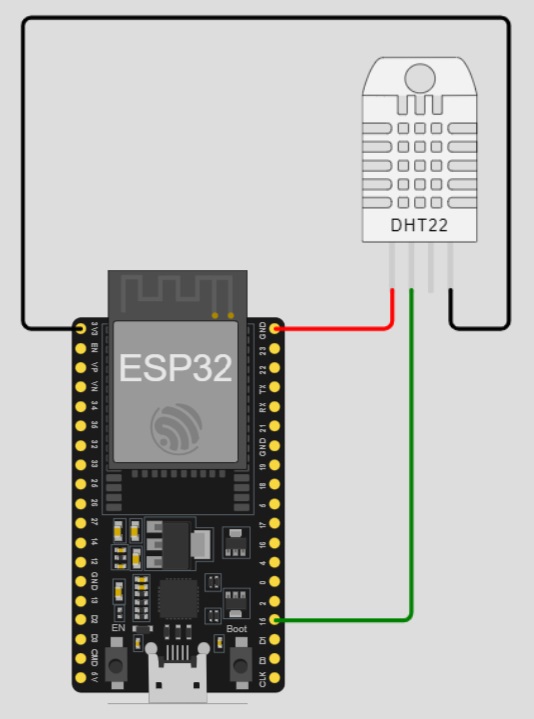 DHT22
3V3
GND
EN
23
VP
22
VN
TX
ESP32
34
RX
35
21
32
GND
33
19
25
18
26
5
27
17
14
16
12
4
GND
0
13
2
D2
15
EN
Boot
D3
D1
CMD
D0
5V
CLK